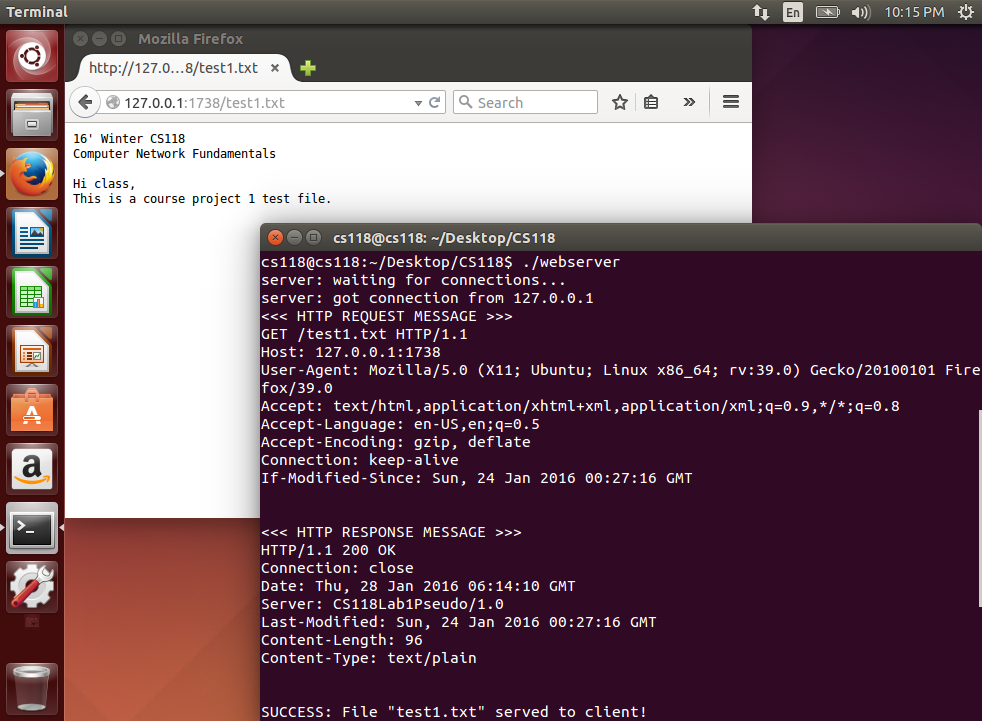 Terminal
En
10:15 PM
Mozilla Firefox
http://127.0...8/test1.txt
127.0.0.1:1738/test1.txt
Search
16' Winter CS118
Computer Network Fundamentals
Hi class,
This is a course project 1 test file.
cs118@cs118: ~/Desktop/CS118
cs118@cs118:~/Desktop/CS118$ ./webserver
server: waiting for connections...
server: got connection from 127.0.0.1
<<< HTTP REQUEST MESSAGE >>>
GET /test1.txt HTTP/1.1
Host: 127.0.0.1:1738
User-Agent: Mozilla/5.0 (X11; Ubuntu; Linux x86_64; rv:39.0) Gecko/20100101 Fire
fox/39.0
Accept: text/html,application/xhtml+xml,application/xml;q=0.9,*/*;q=0.8
Accept-Language: en-US,en;q=0.5
Accept-Encoding: gzip, deflate
Connection: keep-alive
If-Modified-Since: Sun, 24 Jan 2016 00:27:16 GMT
<<< HTTP RESPONSE MESSAGE >>>
HTTP/1.1 200 OK
Connection: close
Date: Thu, 28 Jan 2016 06:14:10 GMT
Server: CS118Lab1Pseudo/1.0
Last-Modified: Sun, 24 Jan 2016 00:27:16 GMT
Content-Length: 96
Content-Type: text/plain
SUCCESS: File "test1.txt" served to client!